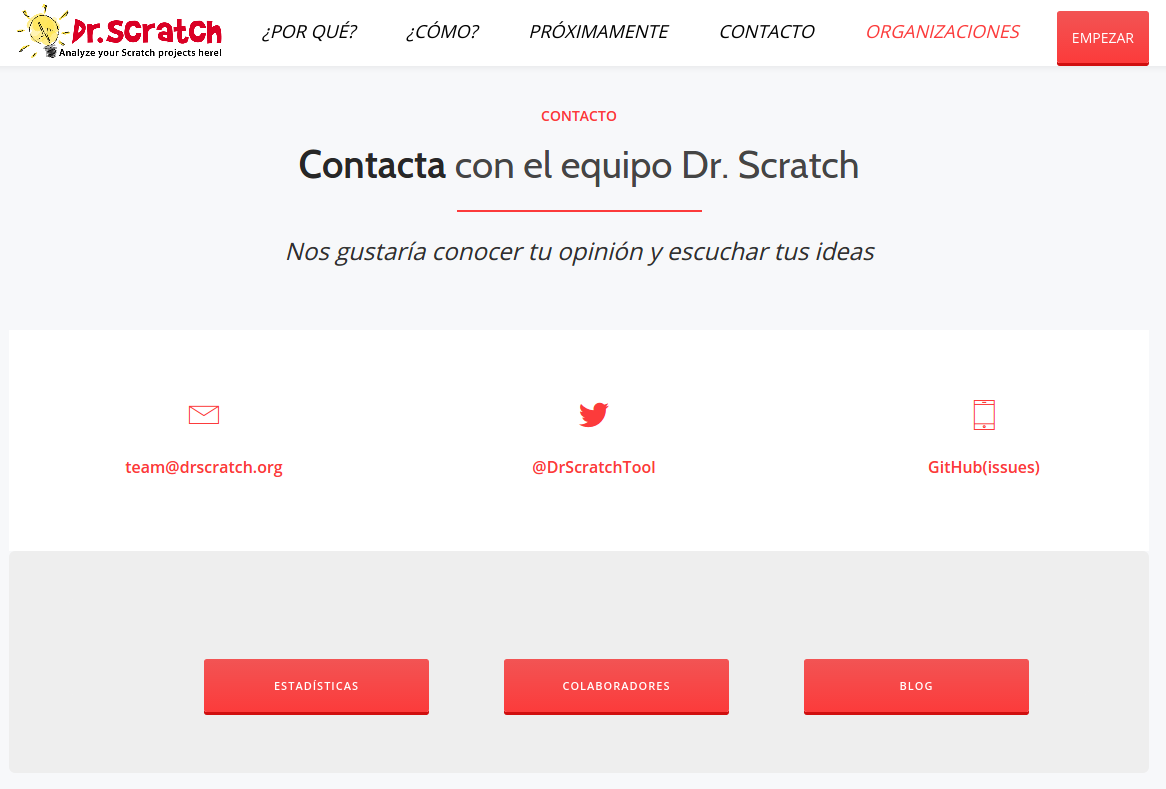 Dr.Scratch
Analyze your Scratch projects here!
¿POR QUÉ?
¿CÓMO?
PRÓXIMAMENTE
CONTACTO
ORGANIZACIONES
EMPEZAR
CONTACTO
Contacta con el equipo Dr. Scratch
Nos gustaría conocer tu opinión y escuchar tus ideas
team@drscratch.org
@DrScratchTool
GitHub(issues)
ESTADÍSTICAS
COLABORADORES
BLOG